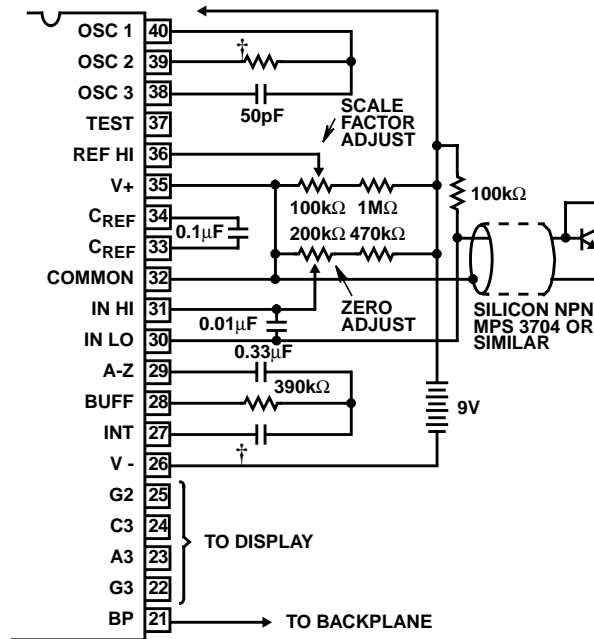 OSC 1 40
OSC 2 39 †
OSC 3 38
50pF
TEST 37
SCALE
FACTOR
ADJUST
REF HI 36
V+ 35
100kΩ 1MΩ
100kΩ
CREF 34
0.1µF
200kΩ 470kΩ
CREF 33
COMMON 32
IN HI 31
0.01µF
ZERO
ADJUST
SILICON NPN
MPS 3704 OR
SIMILAR
IN LO 30
0.33µF
A-Z 29
390kΩ
BUFF 28
9V
INT 27
†
V - 26
G2 25
C3 24
TO DISPLAY
A3 23
G3 22
BP 21
TO BACKPLANE